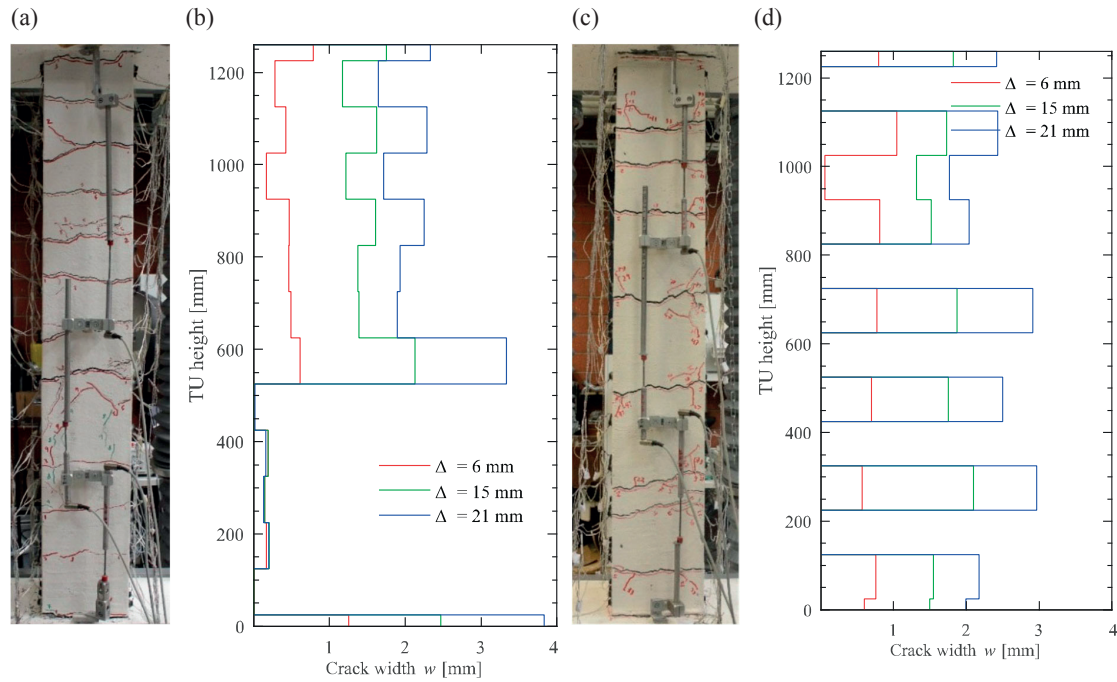 (a)
(b)
(c)
(d)
1200
1000
800
600
400
200
0
TU height [mm]
Δ = 6 mm
Δ = 15 mm
Δ = 21 mm
1
2
3
4
Crack width w [mm]
1200
1000
800
600
400
200
0
TU height [mm]
Δ = 6 mm
Δ = 15 mm
Δ = 21 mm
1
2
3
4
Crack width w [mm]